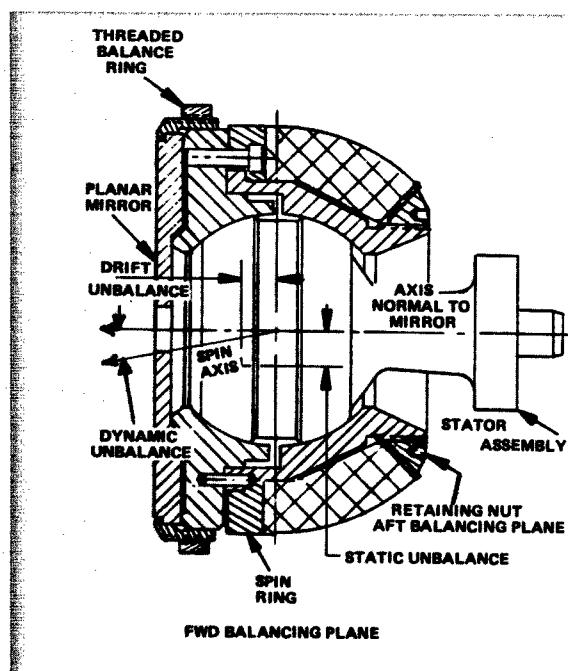 THREADED
BALANCE
RING
PLANAR
MIRROR
DRIFT
UNBALANCE
AXIS
NORMAL TO
MIRROR
SPIN
AXIS
DYNAMIC
UNBALANCE
STATOR
ASSEMBLY
RETAINING NUT
AFT BALANCING PLANE
STATIC UNBALANCE
SPIN
RING
FWD BALANCING PLANE